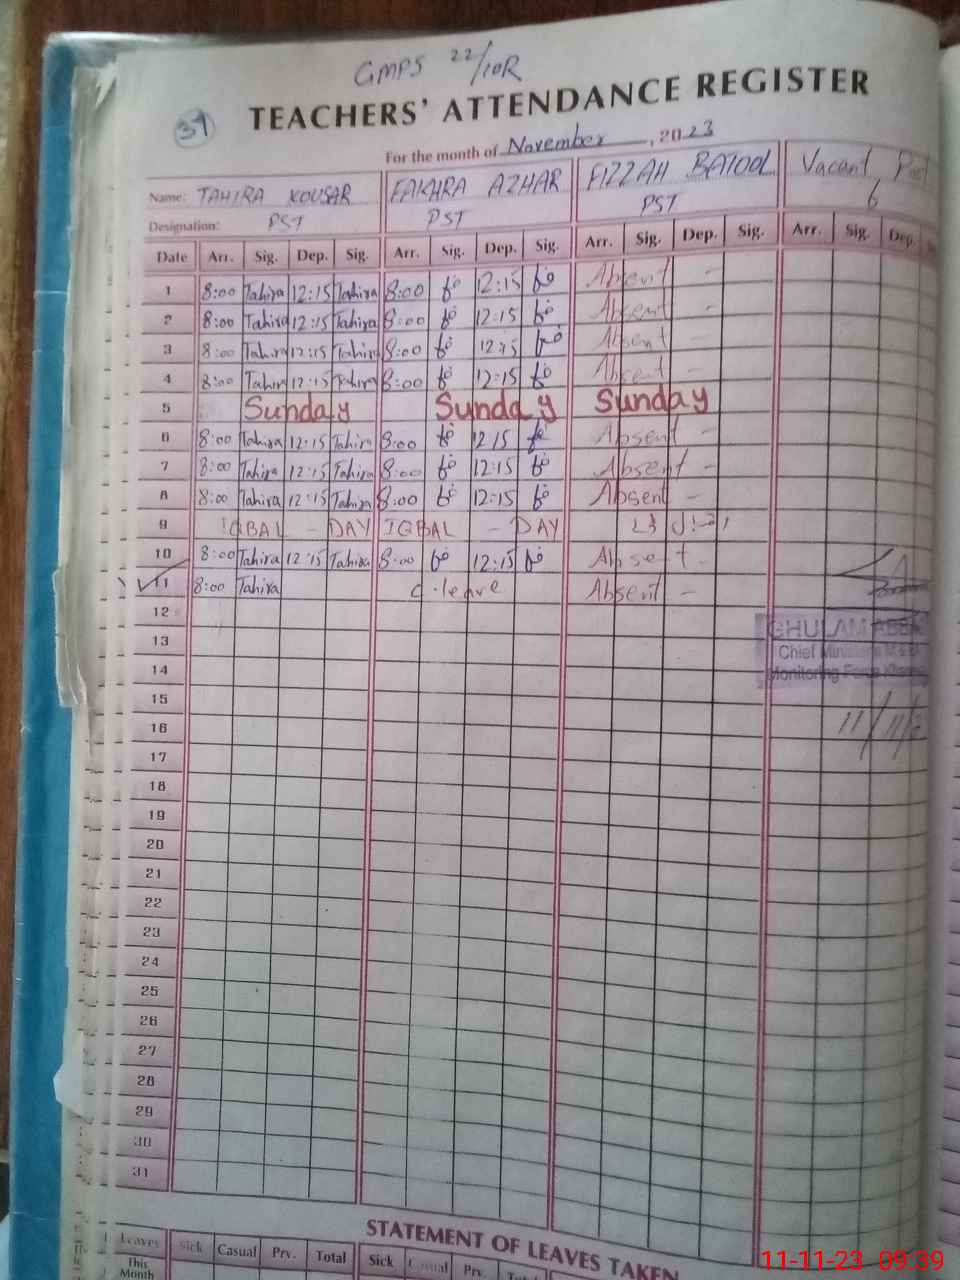 GMPS 22/10R
39
TEACHERS' ATTENDANCE REGISTER
For the month of November, 2023
Name: TAHIRA KOUSAR FAKHRA AZHAR FIZZAH BATOOL Vacant Post
Designation: PST PST PST 6
Date Arr. Sig. Dep. Sig. Arr. Sig. Dep. Sig. Arr. Sig. Dep. Sig. Arr. Sig. Dep.
1 8:00 Tahira 12:15 Tahira 8:00 12:15 Absent -
2 8:00 Tahira 12:15 Tahira 8:00 12:15 Absent -
3 8:00 Tahira 12:15 Tahira 8:00 12:15 Absent -
4 8:00 Tahira 12:15 Tahira 8:00 12:15 Absent -
5 Sunday Sunday Sunday
6 8:00 Tahira 12:15 Tahira 8:00 12:15 Absent -
7 8:00 Tahira 12:15 Tahira 8:00 12:15 Absent -
8 8:00 Tahira 12:15 Tahira 8:00 12:15 Absent -
9 IQBAL - DAY IQBAL - DAY
10 8:00 Tahira 12:15 Tahira 8:00 12:15 Absent -
11 8:00 Tahira C.leave Absent -
12
GHULAM
13
Chief
14
Monitoring Force
15
16 11/11/
17
18
19
20
21
22
23
24
25
26
27
28
29
30
31
STATEMENT OF LEAVES TAKEN
Leaves Sick Casual Prv. Total Sick Casual Prv. Total
This Month
11-11-23 09:39